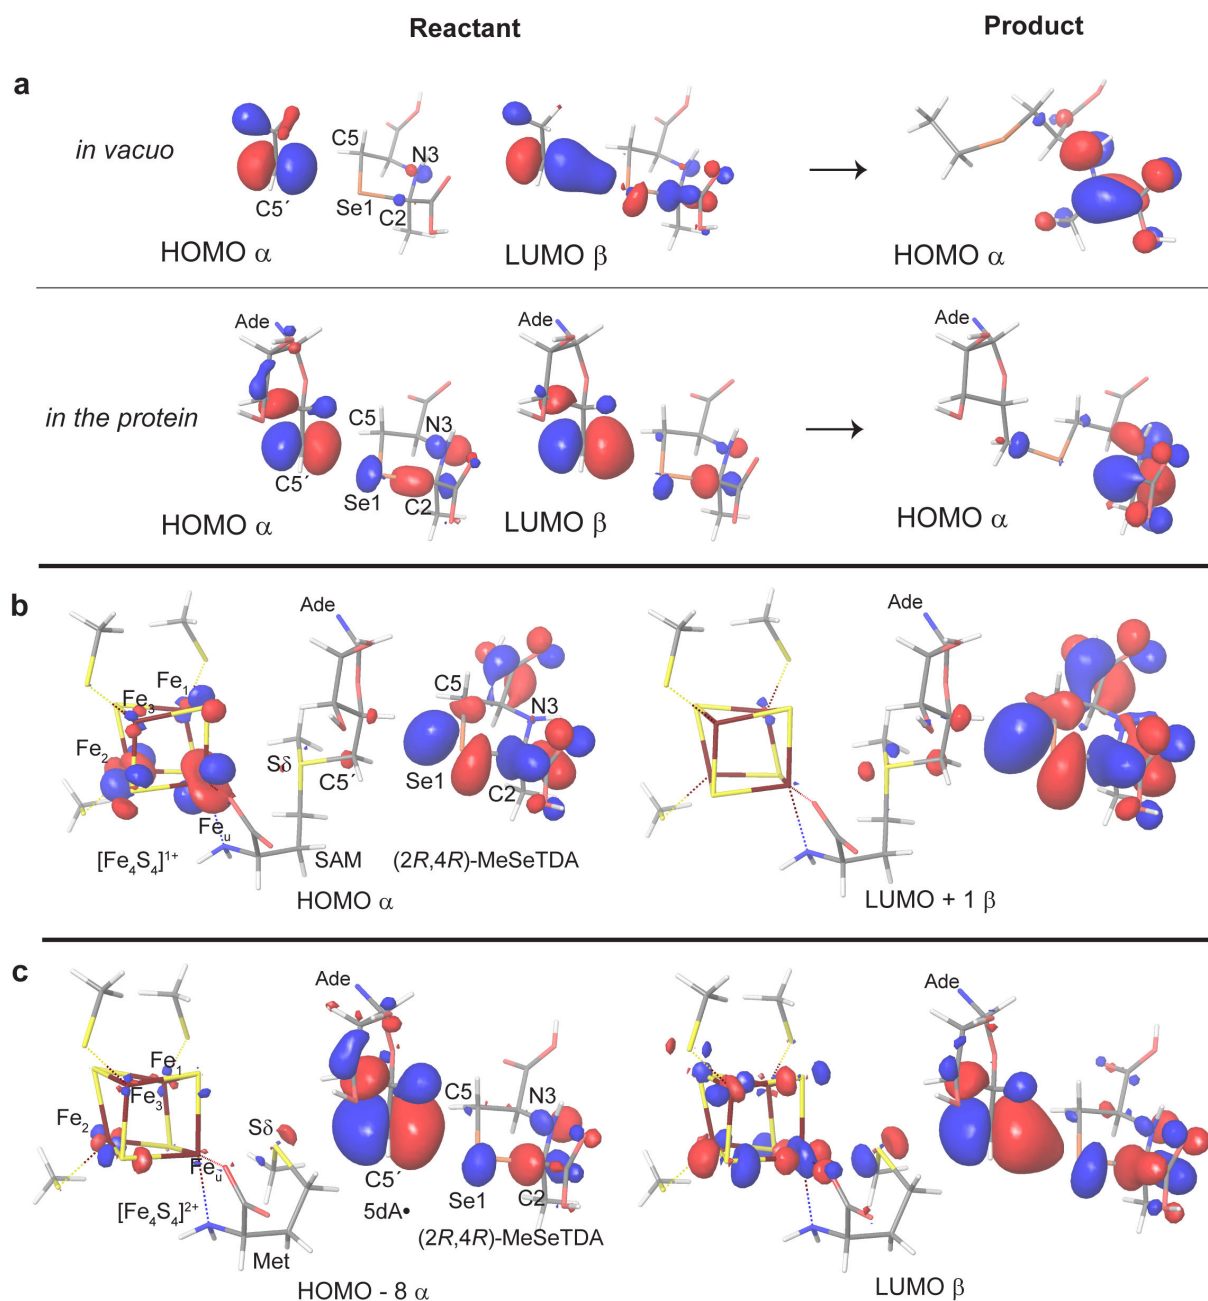 Reactant
Product
a
in vacuo
C5
N3
C5´
Se1
C2
HOMO α
LUMO β
HOMO α
Ade
Ade
Ade
in the protein
C5
N3
C5´
Se1
C2
HOMO α
LUMO β
HOMO α
b
Ade
Ade
Fe1
Fe3
C5
N3
Fe2
Sδ
C5´
Se1
C2
Feu
[Fe4S4]1+
SAM
(2R,4R)-MeSeTDA
HOMO α
LUMO + 1 β
c
Ade
Ade
Fe1
Fe3
C5
N3
Fe2
Sδ
Feu
C5´
Se1
C2
[Fe4S4]2+
5dA•
(2R,4R)-MeSeTDA
Met
HOMO - 8 α
LUMO β